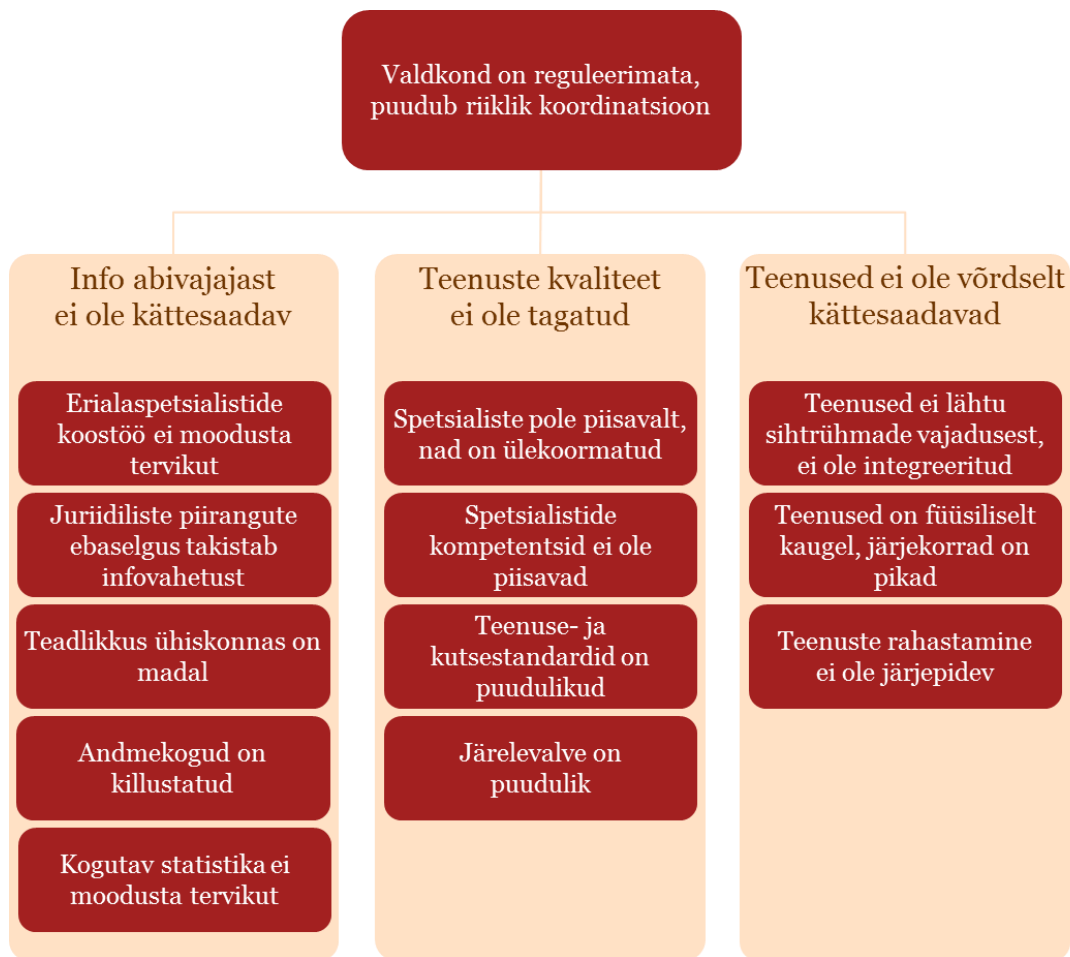 Valdkond on reguleerimata,
puudub riiklik koordinatsioon
Info abivajajast
ei ole kättesaadav
Erialaspetsialistide
koostöö ei moodusta
tervikut
Juriidiliste piirangute
ebaselgus takistab
infovahetust
Teadlikkus ühiskonnas on
madal
Andmekogud on
killustatud
Kogutav statistika ei
moodusta tervikut
Teenuste kvaliteet
ei ole tagatud
Spetsialiste pole piisavalt,
nad on ülekoormatud
Spetsialistide
kompetentsid ei ole
piisavad
Teenuse- ja
kutsestandardid on
puudulikud
Järelevalve on
puudulik
Teenused ei ole võrdselt
kättesaadavad
Teenused ei lähtu
sihtrühmade vajadusest,
ei ole integreeritud
Teenused on füüsiliselt
kaugel, järjekorrad on
pikad
Teenuste rahastamine
ei ole järjepidev